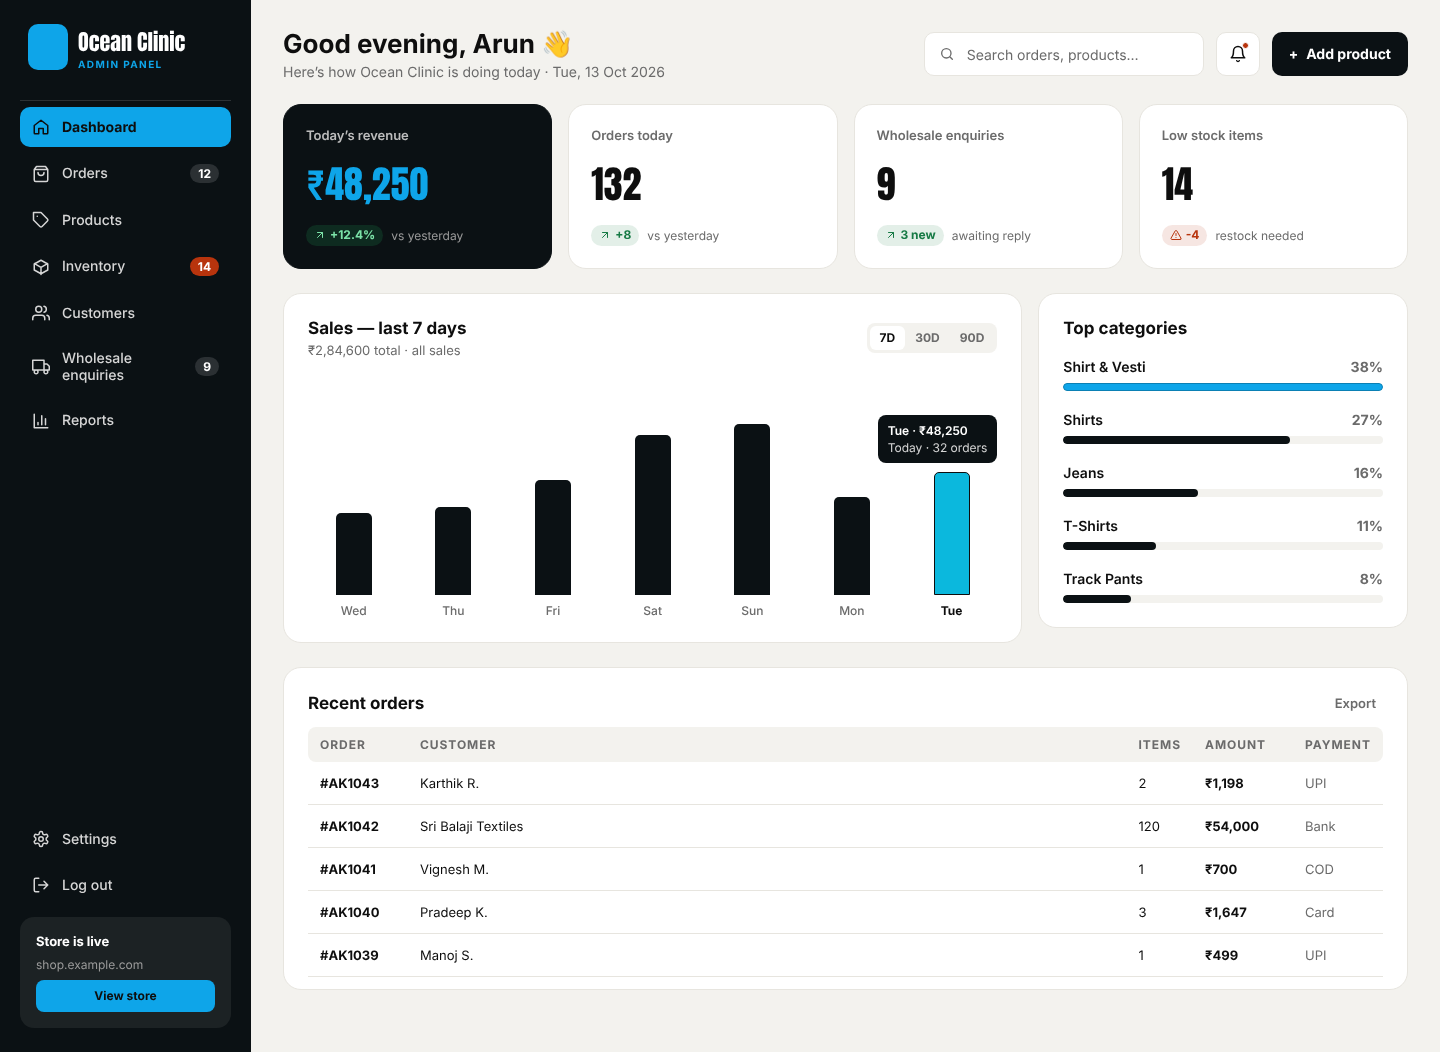 Ocean Clinic
ADMIN PANEL
Dashboard
Orders 12
Products
Inventory 14
Customers
Wholesale enquiries 9
Reports
Settings
Log out
Store is live
shop.example.com
View store
Good evening, Arun 👋
Here's how Ocean Clinic is doing today · Tue, 13 Oct 2026
Search orders, products...
+ Add product
Today's revenue
₹48,250
+12.4% vs yesterday
Orders today
132
+8 vs yesterday
Wholesale enquiries
9
3 new awaiting reply
Low stock items
14
-4 restock needed
Sales — last 7 days
₹2,84,600 total · all sales
7D 30D 90D
Tue · ₹48,250
Today · 32 orders
Wed Thu Fri Sat Sun Mon Tue
Top categories
Shirt & Vesti 38%
Shirts 27%
Jeans 16%
T-Shirts 11%
Track Pants 8%
Recent orders
Export
ORDER CUSTOMER ITEMS AMOUNT PAYMENT
#AK1043 Karthik R. 2 ₹1,198 UPI
#AK1042 Sri Balaji Textiles 120 ₹54,000 Bank
#AK1041 Vignesh M. 1 ₹700 COD
#AK1040 Pradeep K. 3 ₹1,647 Card
#AK1039 Manoj S. 1 ₹499 UPI